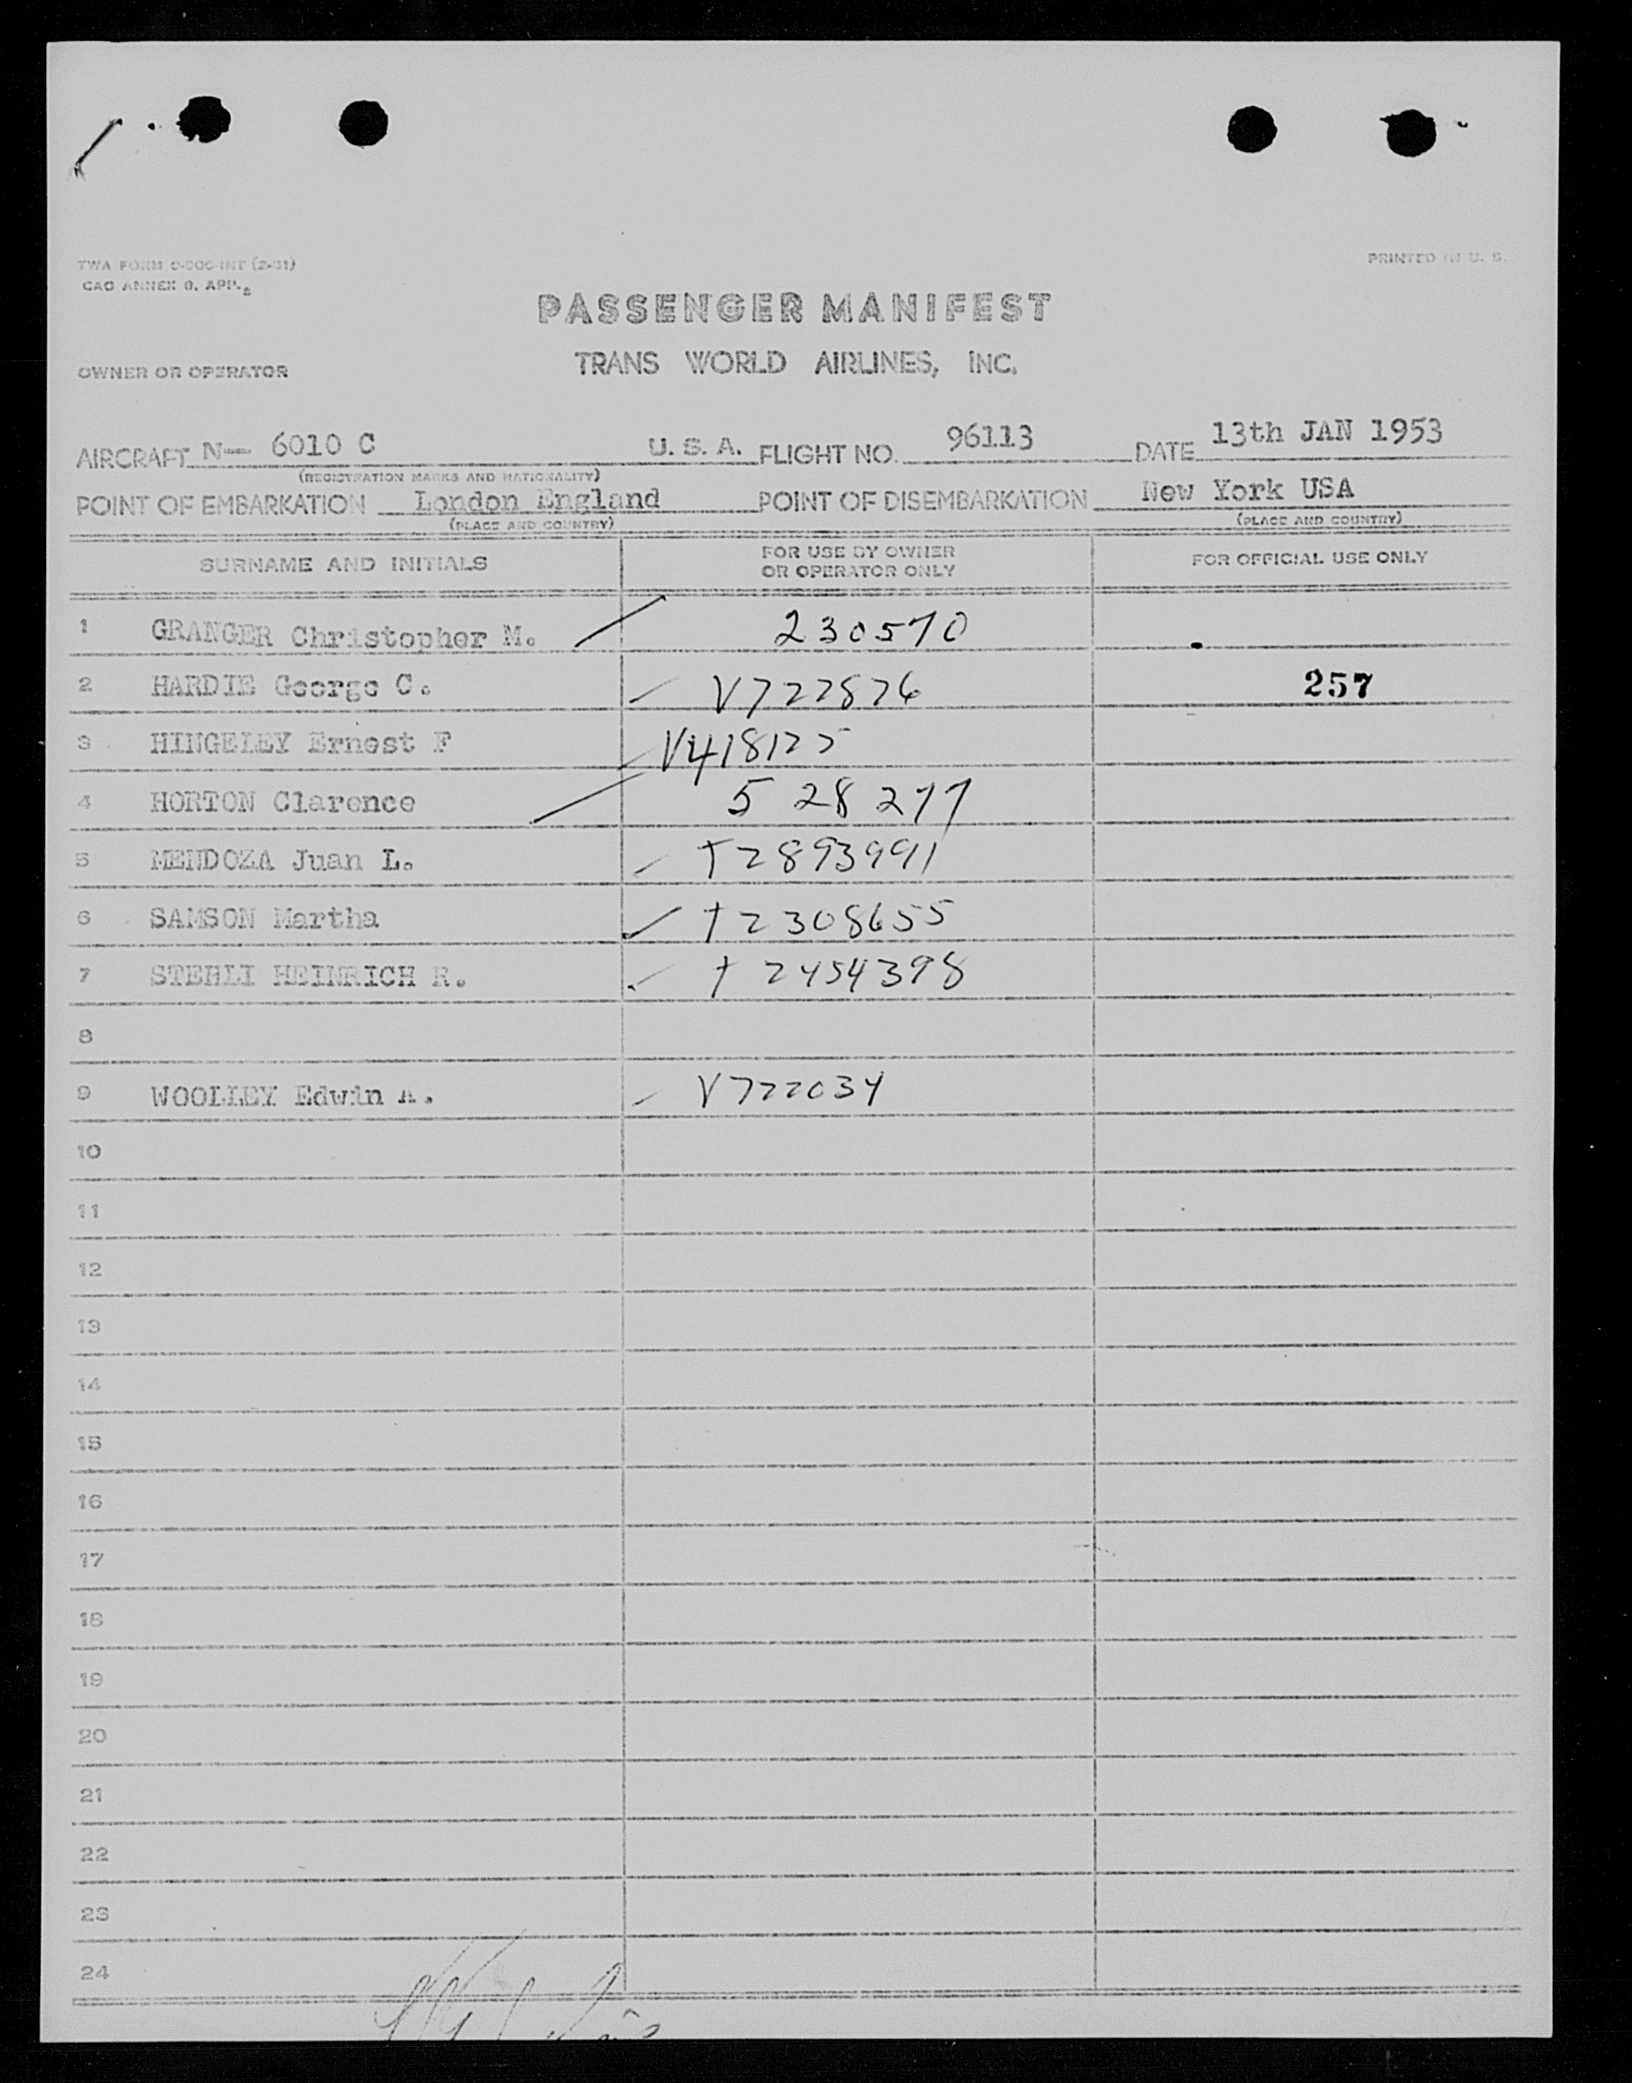 TWA FORM
CAO ANNEX 9, APP.
PRINTED IN U. S.
PASSENGER MANIFEST
OWNER OR OPERATOR
TRANS WORLD AIRLINES, INC.
AIRCRAFT N— 6010 C U. S. A. FLIGHT NO. 96113 DATE 13th JAN 1953
(REGISTRATION MARKS AND NATIONALITY)
POINT OF EMBARKATION London England POINT OF DISEMBARKATION New York USA
(PLACE AND COUNTRY) (PLACE AND COUNTRY)
SURNAME AND INITIALS FOR USE BY OWNER OR OPERATOR ONLY FOR OFFICIAL USE ONLY
1 GRANGER Christopher M. 230570
2 HARDIE George C. V722876 257
3 HINGELEY Ernest F V418125
4 HORTON Clarence 528277
5 MENDOZA Juan L. T2893991
6 SAMSON Martha T2308655
7 STEHLI HEINRICH R. T2454398
8
9 WOOLLEY Edwin A. V722034
10
11
12
13
14
15
16
17
18
19
20
21
22
23
24